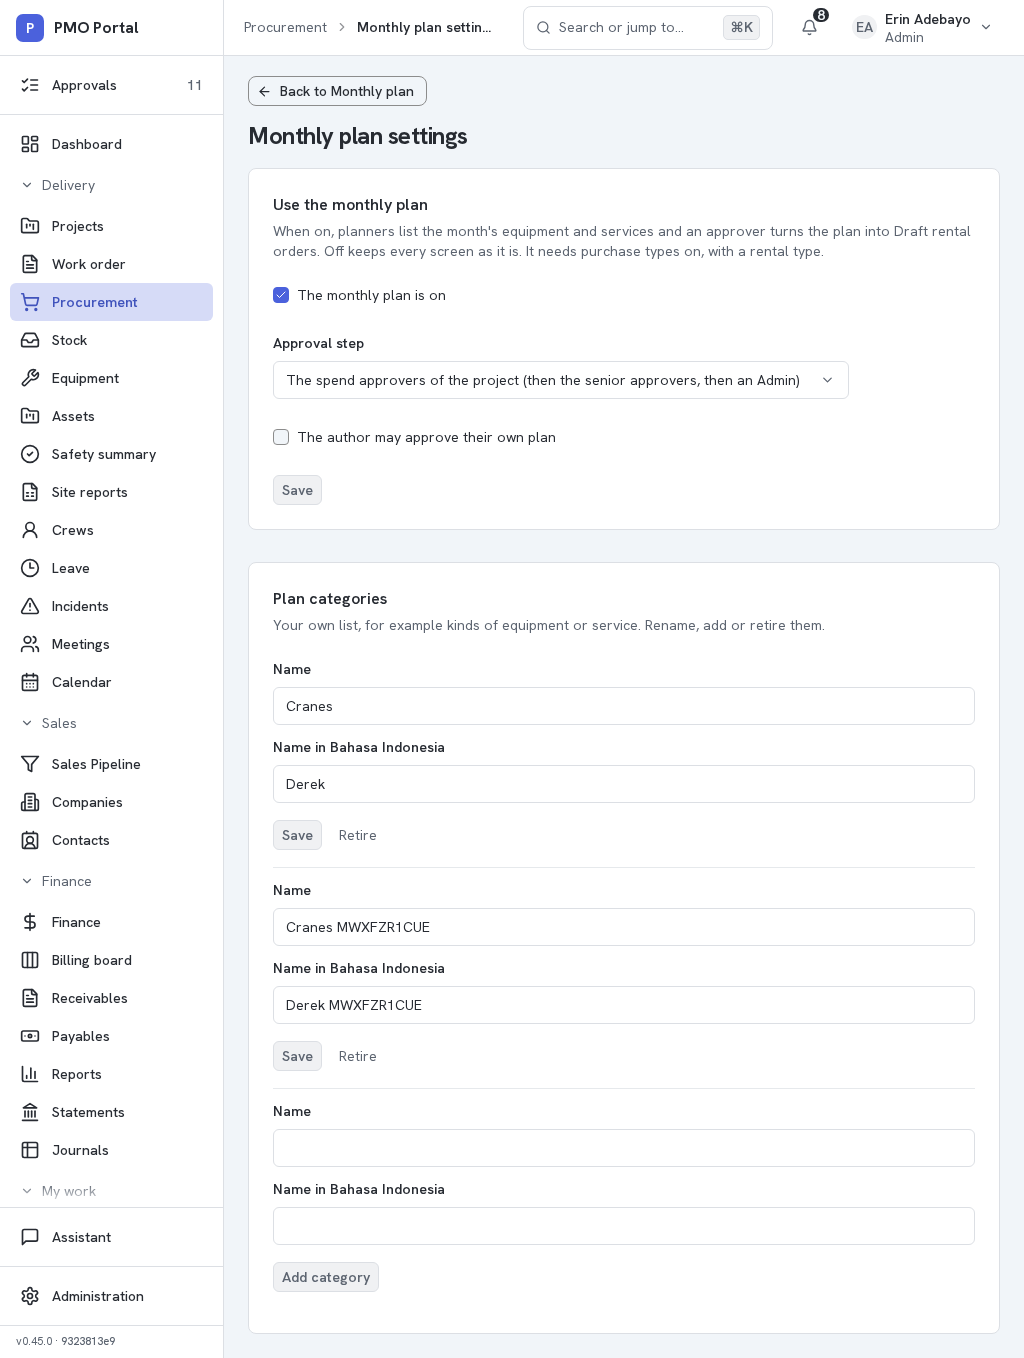 P PMO Portal
Procurement > Monthly plan settin...
Search or jump to... ⌘K
8
EA Erin Adebayo
Admin
Approvals 11
Dashboard
Delivery
Projects
Work order
Procurement
Stock
Equipment
Assets
Safety summary
Site reports
Crews
Leave
Incidents
Meetings
Calendar
Sales
Sales Pipeline
Companies
Contacts
Finance
Finance
Billing board
Receivables
Payables
Reports
Statements
Journals
My work
Assistant
Administration
v0.45.0 · 9323813e9
Back to Monthly plan
Monthly plan settings
Use the monthly plan
When on, planners list the month's equipment and services and an approver turns the plan into Draft rental
orders. Off keeps every screen as it is. It needs purchase types on, with a rental type.
The monthly plan is on
Approval step
The spend approvers of the project (then the senior approvers, then an Admin)
The author may approve their own plan
Save
Plan categories
Your own list, for example kinds of equipment or service. Rename, add or retire them.
Name
Cranes
Name in Bahasa Indonesia
Derek
Save Retire
Name
Cranes MWXFZR1CUE
Name in Bahasa Indonesia
Derek MWXFZR1CUE
Save Retire
Name
Name in Bahasa Indonesia
Add category